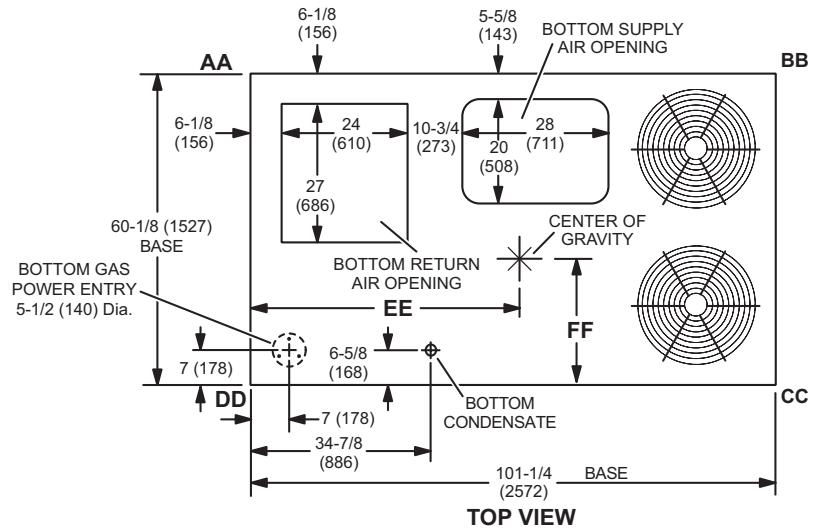 6-1/8
(156)
5-5/8
(143)
BOTTOM SUPPLY
AIR OPENING
AA
BB
6-1/8
(156)
24
(610)
10-3/4
(273)
28
(711)
20
(508)
27
(686)
60-1/8 (1527)
BASE
CENTER OF
GRAVITY
BOTTOM RETURN
AIR OPENING
BOTTOM GAS
POWER ENTRY
5-1/2 (140) Dia.
EE
FF
7 (178)
6-5/8
(168)
DD
CC
BOTTOM
CONDENSATE
7 (178)
34-7/8
(886)
101-1/4
(2572)
BASE
TOP VIEW